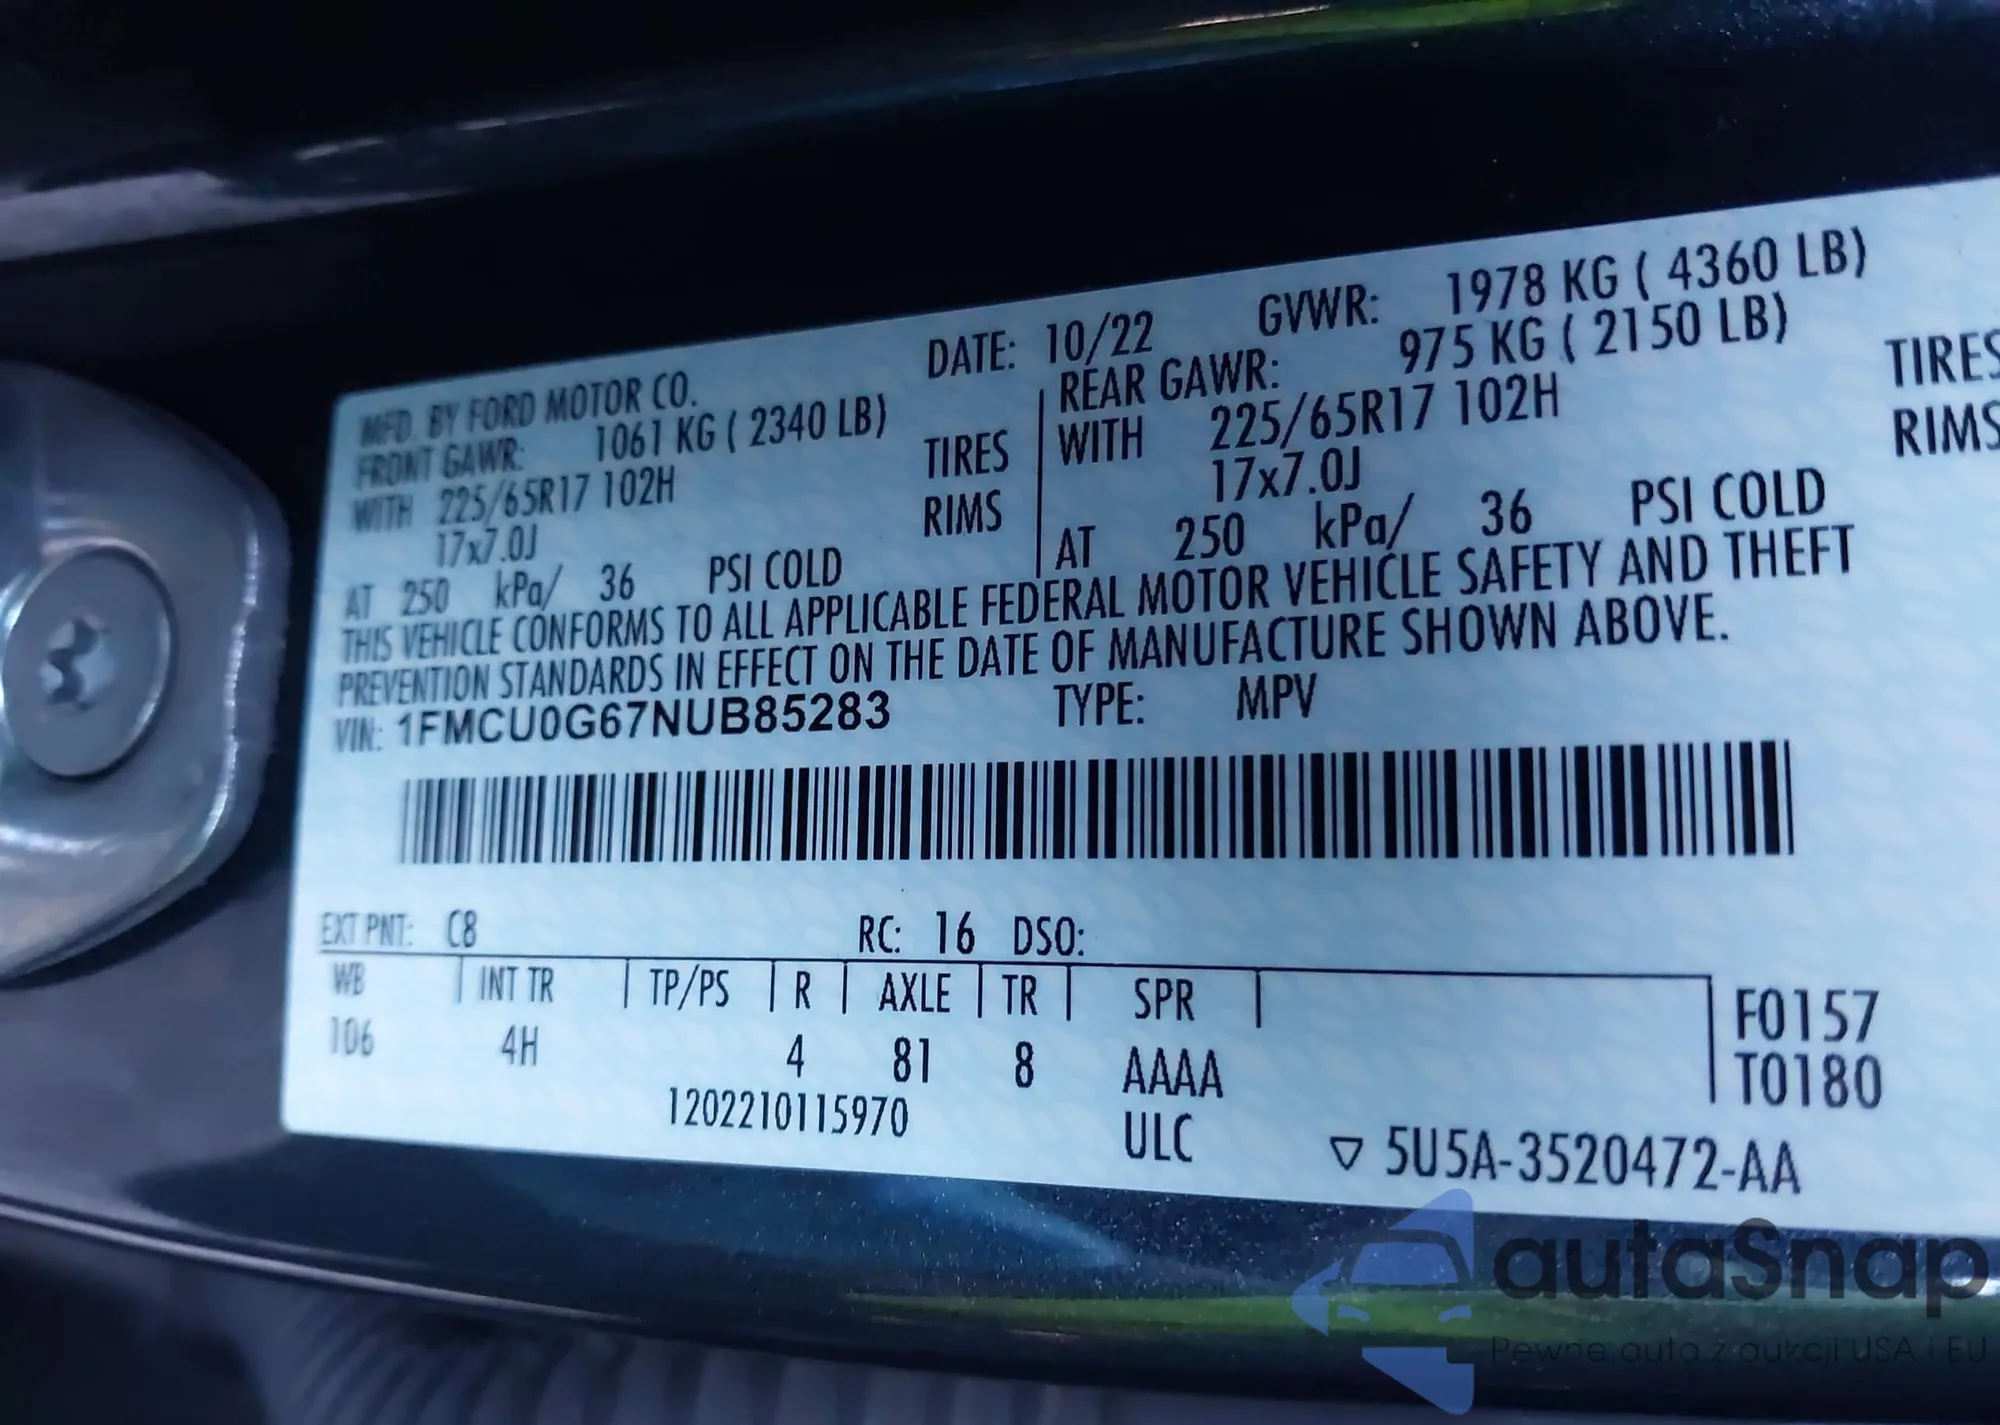 MFD. BY FORD MOTOR CO. DATE: 10/22 GVWR: 1978 KG ( 4360 LB)
FRONT GAWR: 1061 KG ( 2340 LB) REAR GAWR: 975 KG ( 2150 LB)
WITH 225/65R17 102H TIRES WITH 225/65R17 102H TIRES
17x7.0J RIMS 17x7.0J RIMS
AT 250 kPa/ 36 PSI COLD AT 250 kPa/ 36 PSI COLD
THIS VEHICLE CONFORMS TO ALL APPLICABLE FEDERAL MOTOR VEHICLE SAFETY AND THEFT
PREVENTION STANDARDS IN EFFECT ON THE DATE OF MANUFACTURE SHOWN ABOVE.
VIN: 1FMCU0G67NUB85283 TYPE: MPV
EXT PNT: C8 RC: 16 DSO:
WB INT TR TP/PS R AXLE TR SPR F0157
106 4H 4 81 8 AAAA T0180
1202210115970 ULC ▽ 5U5A-3520472-AA
autaSnap
Pewne auta z aukcji USA i EU